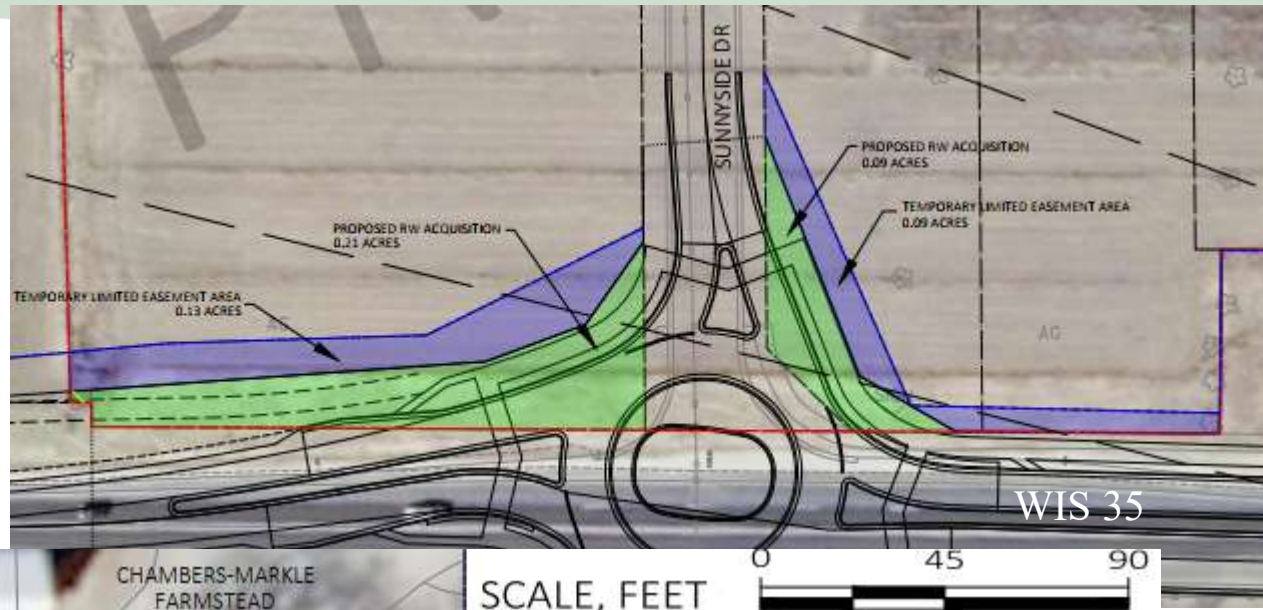 SUNNYSIDE DR
PROPOSED RW ACQUISITION
0.09 ACRES
TEMPORARY LIMITED EASEMENT AREA
0.09 ACRES
PROPOSED RW ACQUISITION
0.21 ACRES
TEMPORARY LIMITED EASEMENT AREA
0.13 ACRES
AG
AG
WIS 35
CHAMBERS-MARKLE
FARMSTEAD
SCALE, FEET
0 45 90